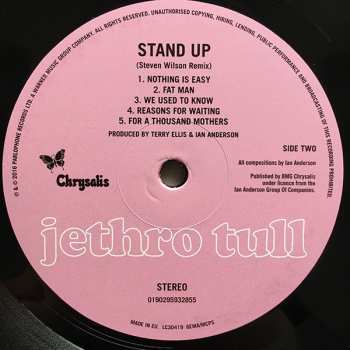 ℗ & © 2016 PARLOPHONE RECORDS LTD, A WARNER MUSIC GROUP COMPANY. ALL RIGHTS RESERVED. UNAUTHORISED COPYING, HIRING, LENDING, PUBLIC PERFORMANCE AND BROADCASTING OF THIS RECORDING PROHIBITED.
STAND UP
(Steven Wilson Remix)
1. NOTHING IS EASY
2. FAT MAN
3. WE USED TO KNOW
4. REASONS FOR WAITING
5. FOR A THOUSAND MOTHERS
PRODUCED BY TERRY ELLIS & IAN ANDERSON
SIDE TWO
Chrysalis
All compositions by Ian Anderson
Published by BMG Chrysalis
under licence from the
Ian Anderson Group Of Companies.
jethro tull
STEREO
0190295932855
MADE IN EU. LC30419 GEMA/MCPS